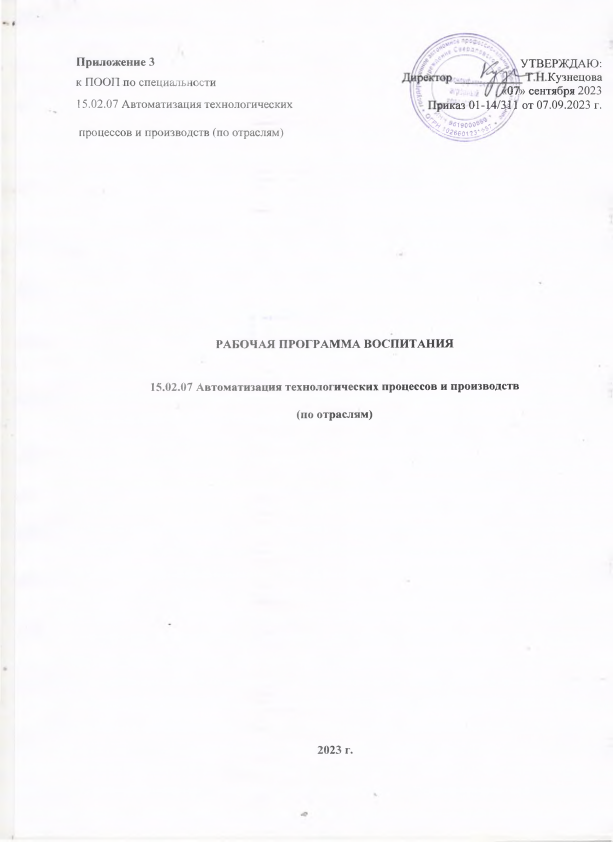 Приложение 3
к ПООП по специальности
15.02.07 Автоматизация технологических
процессов и производств (по отраслям)
УТВЕРЖДАЮ:
Директор Т.Н.Кузнецова
«07» сентября 2023
Приказ 01-14/311 от 07.09.2023 г.
РАБОЧАЯ ПРОГРАММА ВОСПИТАНИЯ
15.02.07 Автоматизация технологических процессов и производств
(по отраслям)
2023 г.